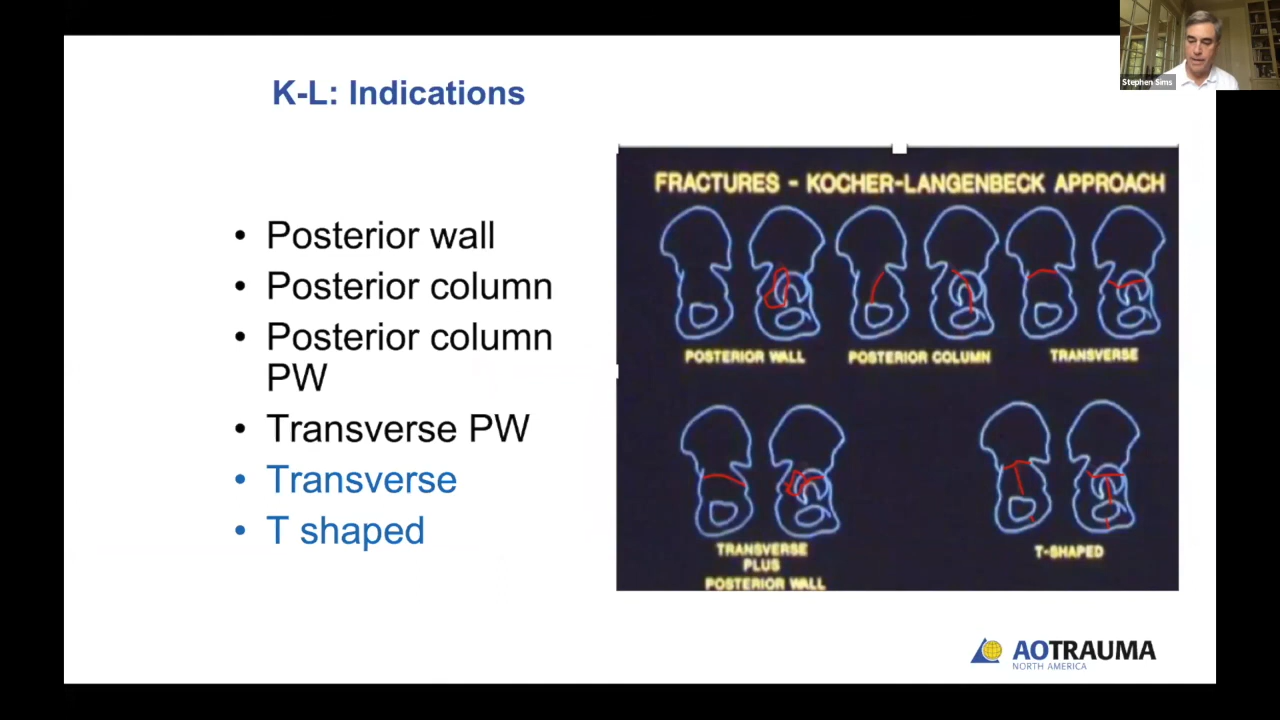 Stephen Sims
K-L: Indications
• Posterior wall
• Posterior column
• Posterior column
PW
• Transverse PW
• Transverse
• T shaped
FRACTURES - KOCHER-LANGENBECK APPROACH
POSTERIOR WALL
POSTERIOR COLUMN
TRANSVERSE
TRANSVERSE
PLUS
POSTERIOR WALL
T-SHAPED
AOTRAUMA
NORTH AMERICA